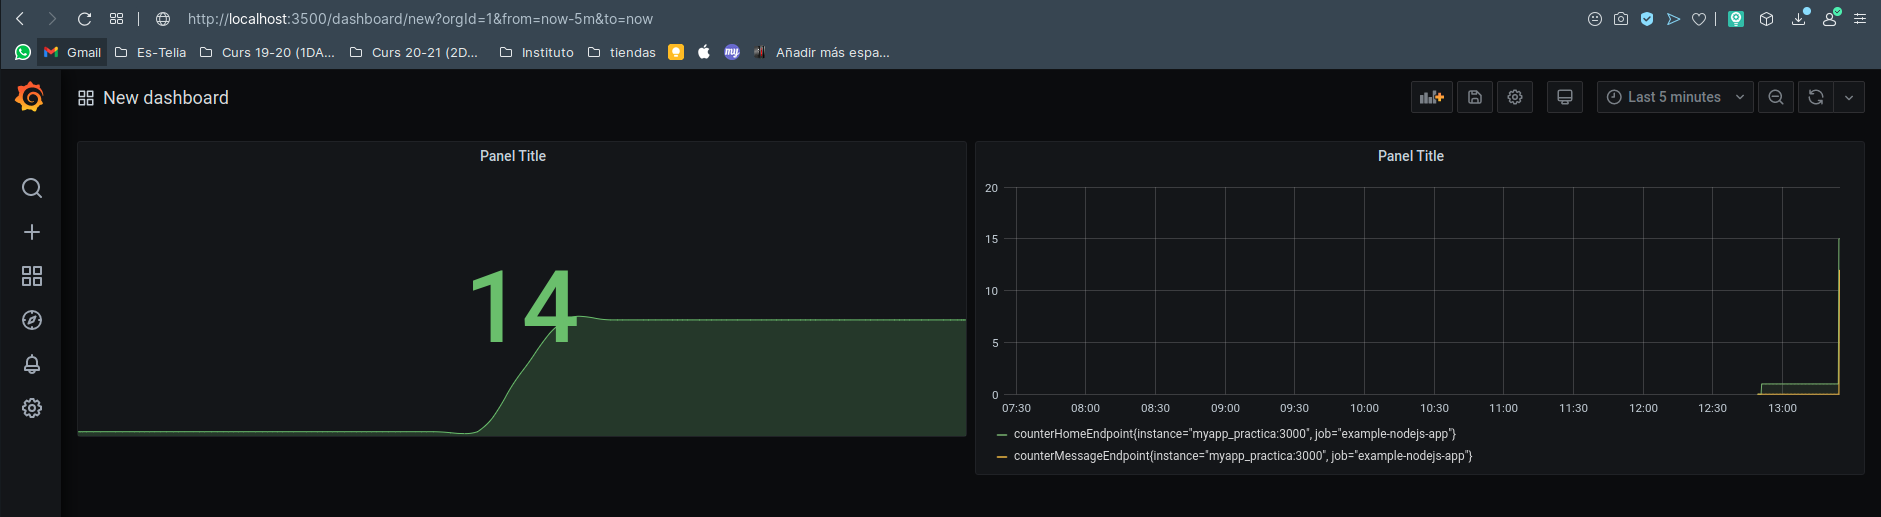 http://localhost:3500/dashboard/new?orgId=1&from=now-5m&to=now
Gmail Es-Telia Curs 19-20 (1DA... Curs 20-21 (2D... Instituto tiendas my Añadir más espa...
New dashboard Last 5 minutes
Panel Title
14
Panel Title
20
15
10
5
0
07:30 08:00 08:30 09:00 09:30 10:00 10:30 11:00 11:30 12:00 12:30 13:00
counterHomeEndpoint{instance="myapp_practica:3000", job="example-nodejs-app"}
counterMessageEndpoint{instance="myapp_practica:3000", job="example-nodejs-app"}